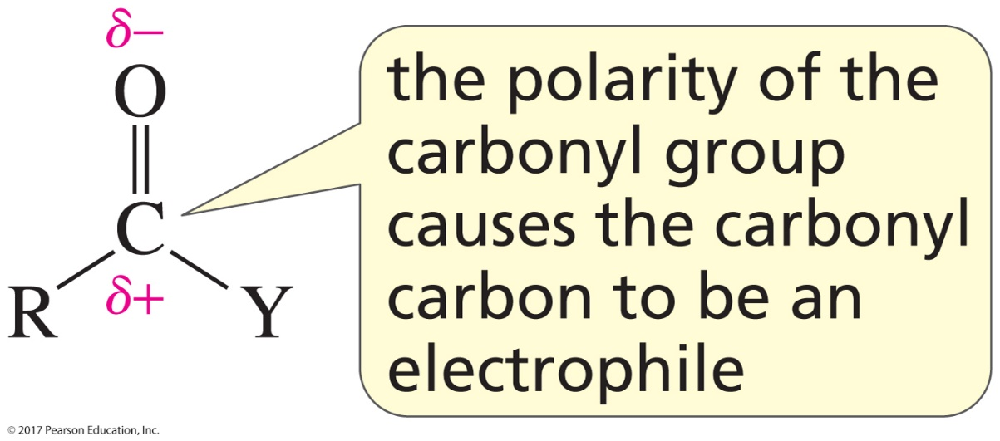 δ−
O
C
R δ+ Y
the polarity of the
carbonyl group
causes the carbonyl
carbon to be an
electrophile
© 2017 Pearson Education, Inc.